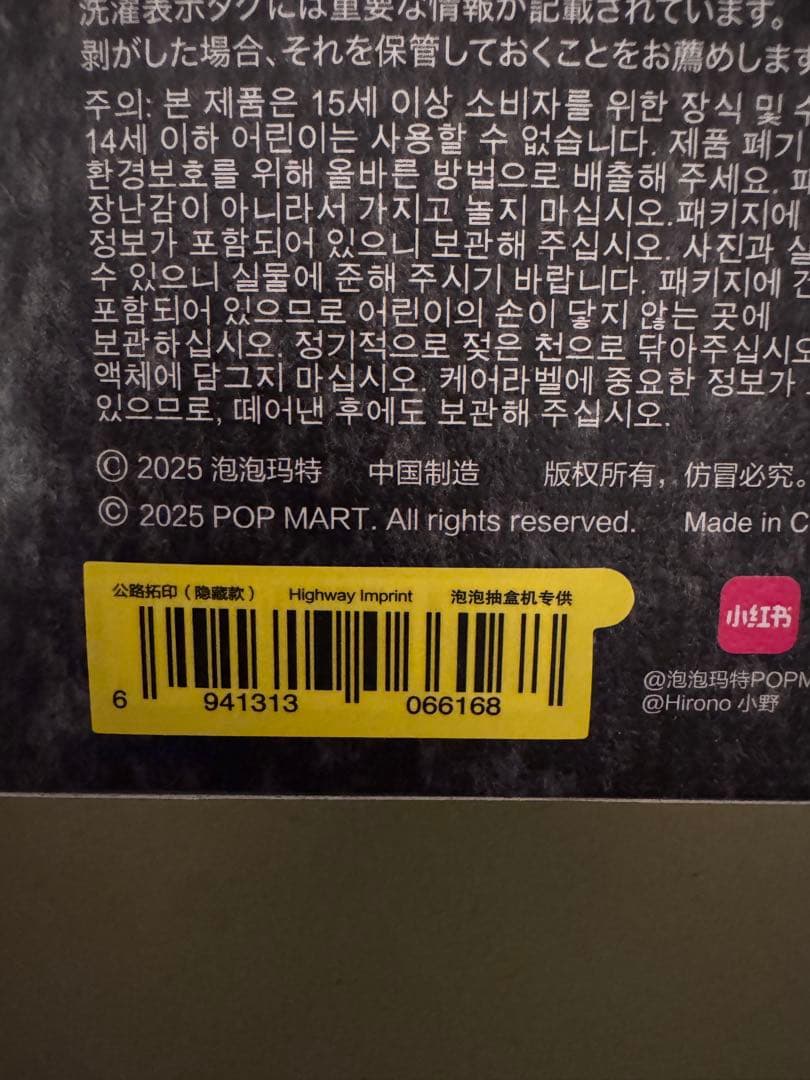 洗濯表示タグには重要な情報が記載されています。
剥がした場合、それを保管しておくことをお薦めします
주의: 본 제품은 15세 이상 소비자를 위한 장식 및
14세 이하 어린이는 사용할 수 없습니다. 제품 폐기
환경보호를 위해 올바른 방법으로 배출해 주세요.
장난감이 아니라서 가지고 놀지 마십시오.패키지에
정보가 포함되어 있으니 보관해 주십시오. 사진과
수 있으니 실물에 준해 주시기 바랍니다. 패키지에
포함되어 있으므로 어린이의 손이 닿지 않는 곳에
보관하십시오. 정기적으로 젖은 천으로 닦아주십시오
액체에 담그지 마십시오. 케어라벨에 중요한 정보가
있으므로, 떼어낸 후에도 보관해 주십시오.
© 2025 泡泡玛特 中国制造 版权所有，仿冒必究。
© 2025 POP MART. All rights reserved. Made in C
公路拓印（隐藏款） Highway Imprint 泡泡抽盒机专供
6 941313 066168
小红书
@泡泡玛特POPM
@Hirono 小野